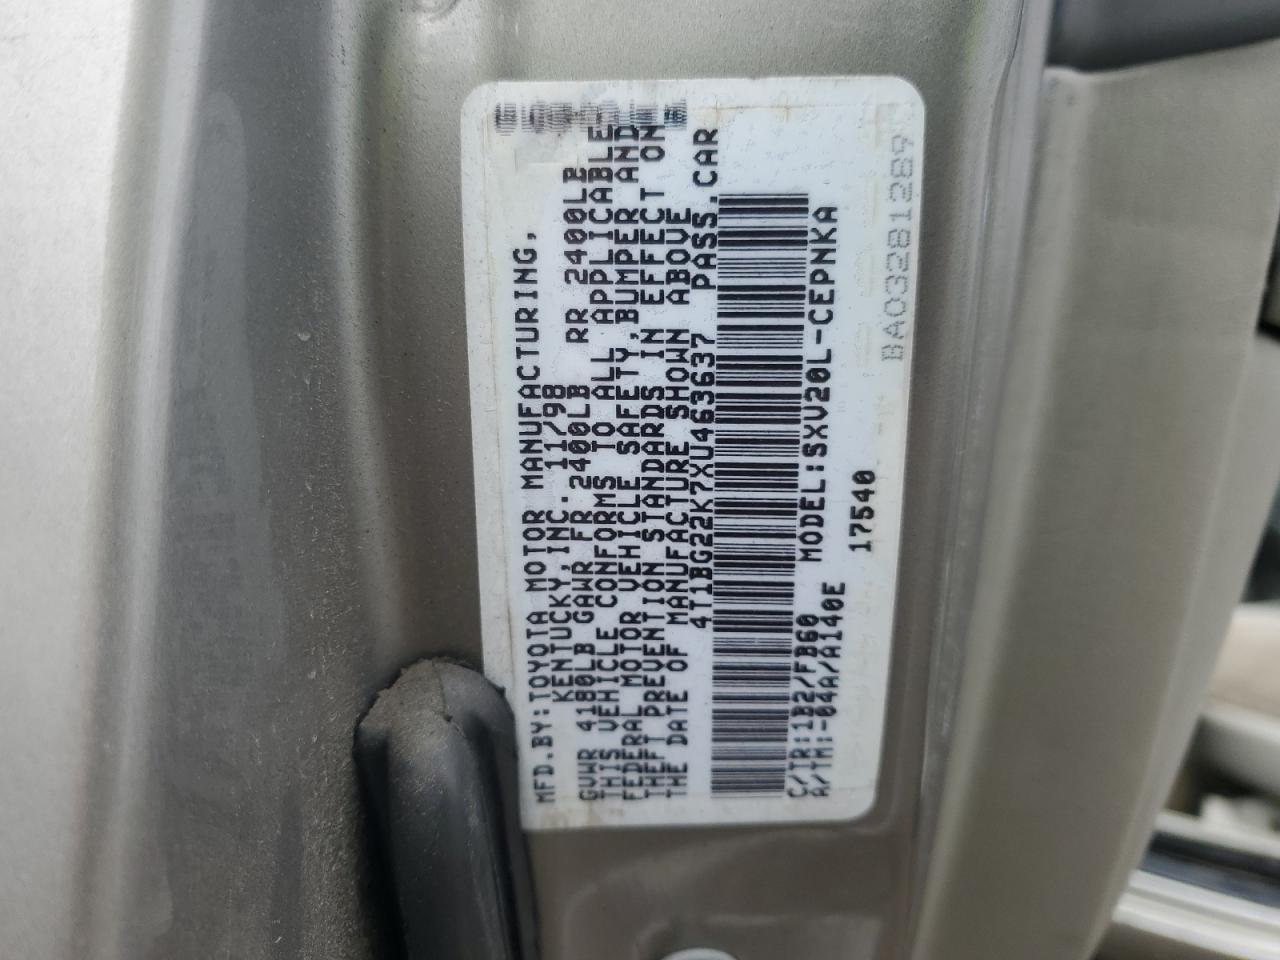 MFD.BY:TOYOTA MOTOR MANUFACTURING,
KENTUCKY,INC. 11/98
GVWR 4180LB GAWR FR 2400LB RR 2400LB
THIS VEHICLE CONFORMS TO ALL APPLICABLE
FEDERAL MOTOR VEHICLE SAFETY,BUMPER AND
THEFT PREVENTION STANDARDS IN EFFECT ON
THE DATE OF MANUFACTURE SHOWN ABOVE
4T1BG22K7XU463637 PASS.CAR
C/TR:1B2/FB60 MODEL:SXV20L-CEPNKA
A/TM:-04A/A140E 17540
BA03281289